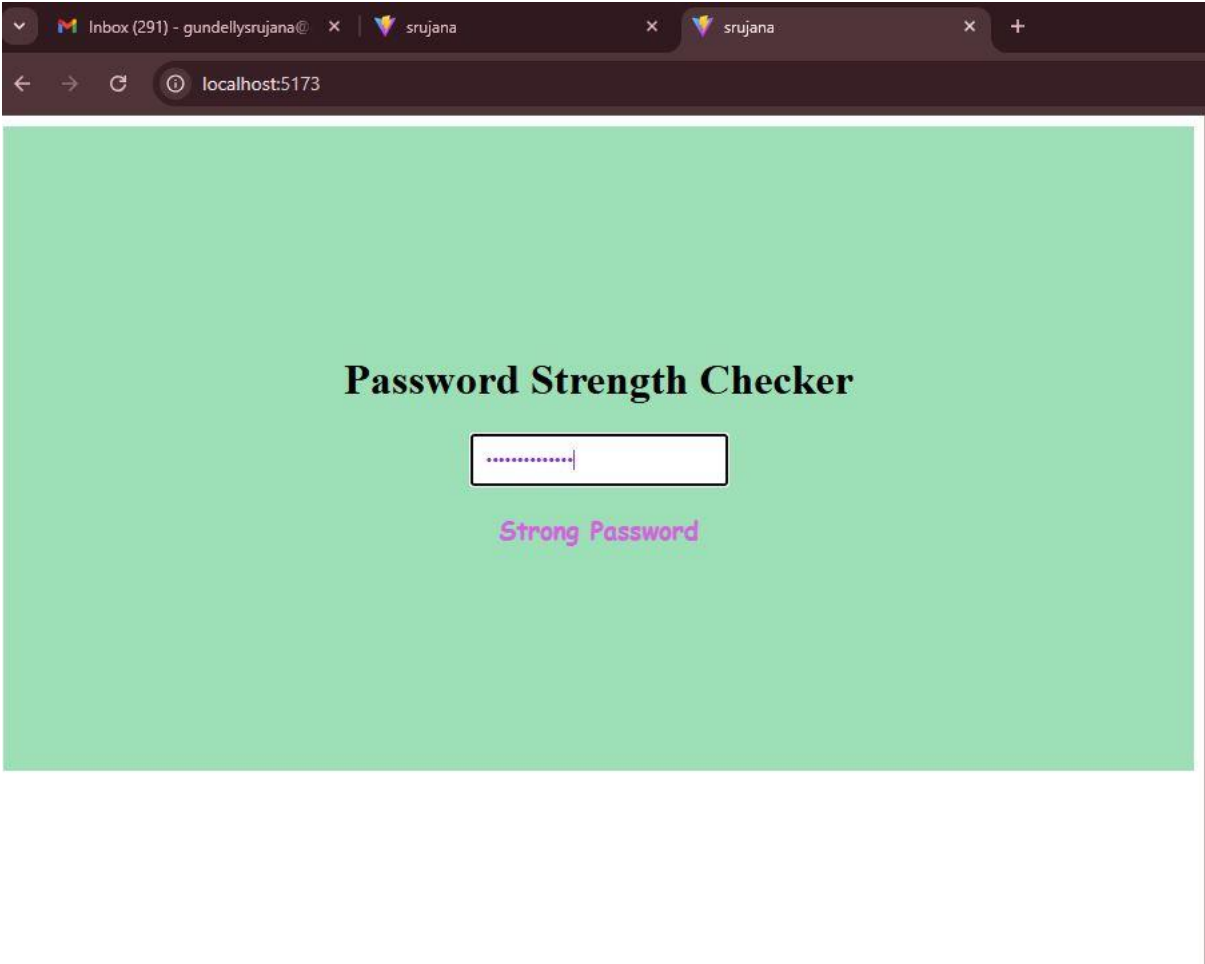 Inbox (291) - gundellysrujana@
srujana
srujana
localhost:5173
Password Strength Checker
••••••••••••••
Strong Password